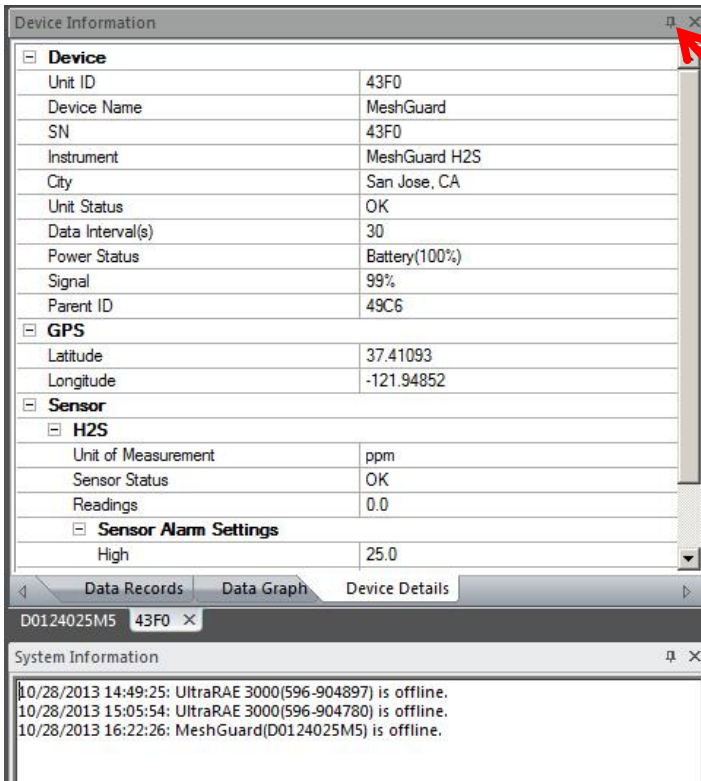 Device Information
Device
Unit ID 43F0
Device Name MeshGuard
SN 43F0
Instrument MeshGuard H2S
City San Jose, CA
Unit Status OK
Data Interval(s) 30
Power Status Battery(100%)
Signal 99%
Parent ID 49C6
GPS
Latitude 37.41093
Longitude -121.94852
Sensor
H2S
Unit of Measurement ppm
Sensor Status OK
Readings 0.0
Sensor Alarm Settings
High 25.0
Data Records Data Graph Device Details
D0124025M5 43F0
System Information
10/28/2013 14:49:25: UltraRAE 3000(596-904897) is offline.
10/28/2013 15:05:54: UltraRAE 3000(596-904780) is offline.
10/28/2013 16:22:26: MeshGuard(D0124025M5) is offline.